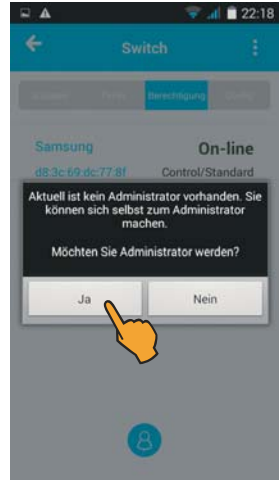 22:18
Switch
Berechtigung
Samsung
On-line
d8:3c:69:dc:77:8f
Control/Standard
Aktuell ist kein Administrator vorhanden. Sie
können sich selbst zum Administrator
machen.
Möchten Sie Administrator werden?
Ja
Nein